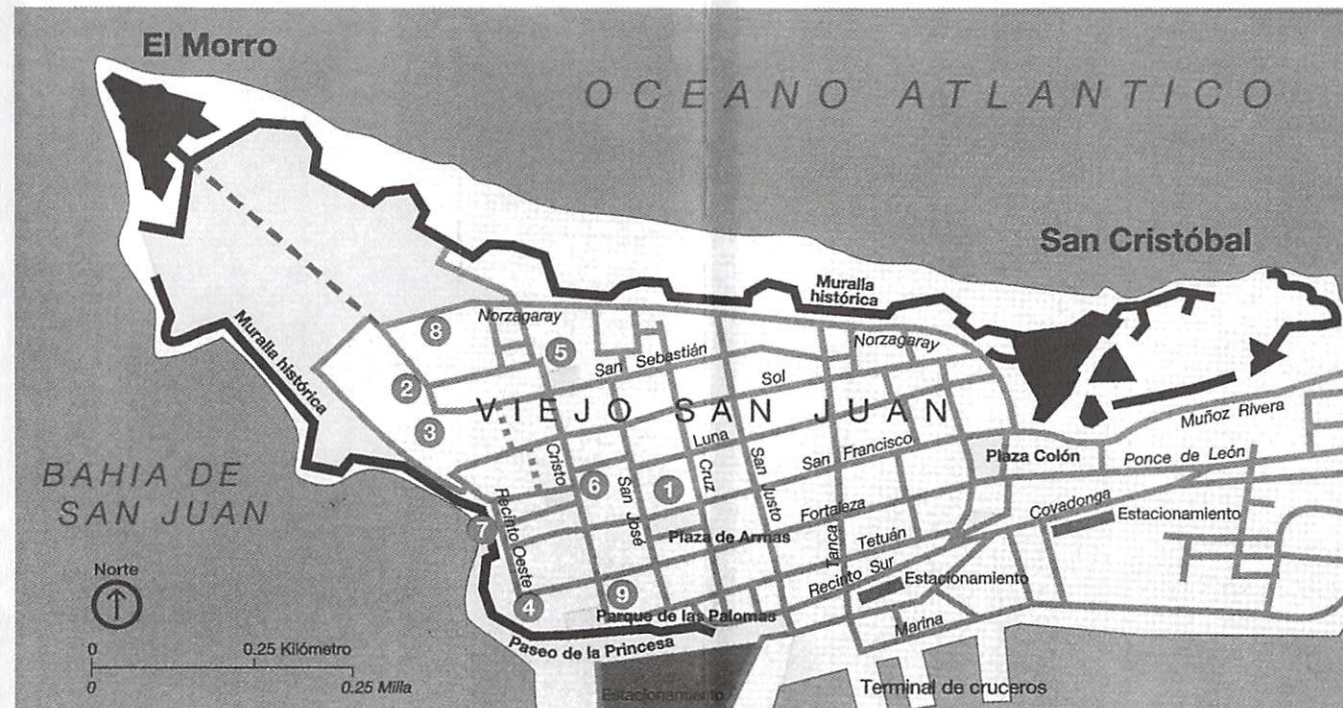 El Morro
OCEANO ATLANTICO
San Cristóbal
Muralla
histórica
Norzagaray
8
5
San Sebastián
Norzagaray
Muralla histórica
2
Sol
VIEJO SAN JUAN
Muñoz Rivera
3
Luna
San Francisco
Plaza Colón
Ponce de León
BAHIA DE
SAN JUAN
Cristo
6
San José
1
Cruz
San Justo
Fortaleza
Covadonga
Estacionamiento
Recinto Oeste
7
Plaza de Armas
Tanca
Tetuán
Norte
Recinto Sur
Estacionamiento
4
9
Parque de las Palomas
Marina
Paseo de la Princesa
0
0.25 Kilómetro
0
0.25 Milla
Estacionamiento
Terminal de cruceros